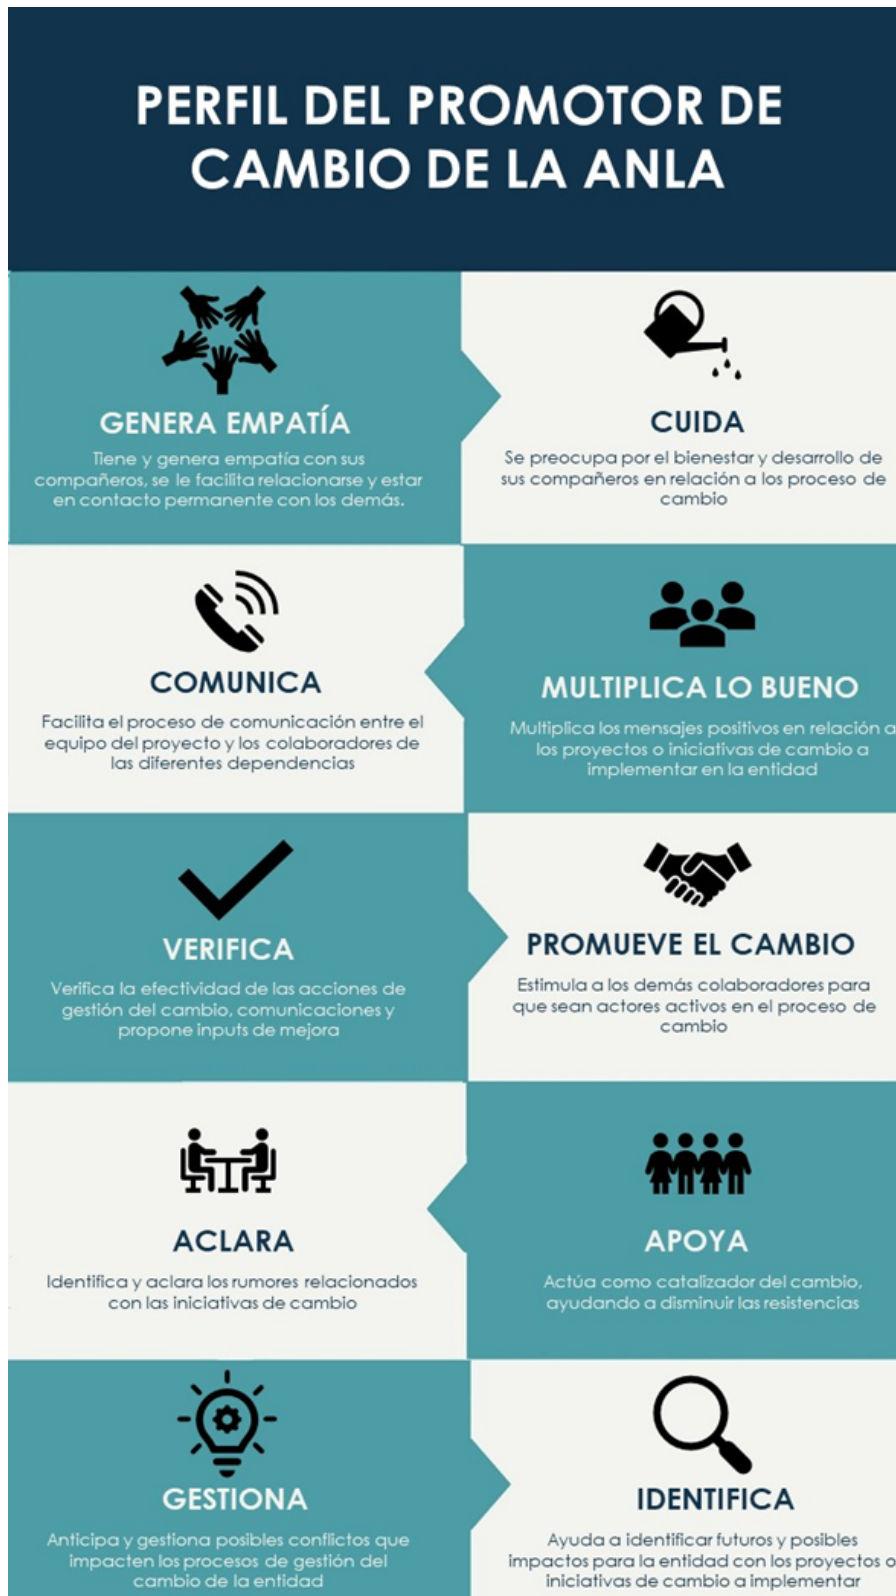 PERFIL DEL PROMOTOR DE
CAMBIO DE LA ANLA
GENERA EMPATÍA
Tiene y genera empatía con sus
compañeros, se le facilita relacionarse y estar
en contacto permanente con los demás.
CUIDA
Se preocupa por el bienestar y desarrollo de
sus compañeros en relación a los proceso de
cambio
COMUNICA
Facilita el proceso de comunicación entre el
equipo del proyecto y los colaboradores de
las diferentes dependencias
MULTIPLICA LO BUENO
Multiplica los mensajes positivos en relación a
los proyectos o iniciativas de cambio a
implementar en la entidad
VERIFICA
Verifica la efectividad de las acciones de
gestión del cambio, comunicaciones y
propone inputs de mejora
PROMUEVE EL CAMBIO
Estimula a los demás colaboradores para
que sean actores activos en el proceso de
cambio
ACLARA
Identifica y aclara los rumores relacionados
con las iniciativas de cambio
APOYA
Actúa como catalizador del cambio,
ayudando a disminuir las resistencias
GESTIONA
Anticipa y gestiona posibles conflictos que
impacten los procesos de gestión del
cambio de la entidad
IDENTIFICA
Ayuda a identificar futuros y posibles
impactos para la entidad con los proyectos o
iniciativas de cambio a implementar